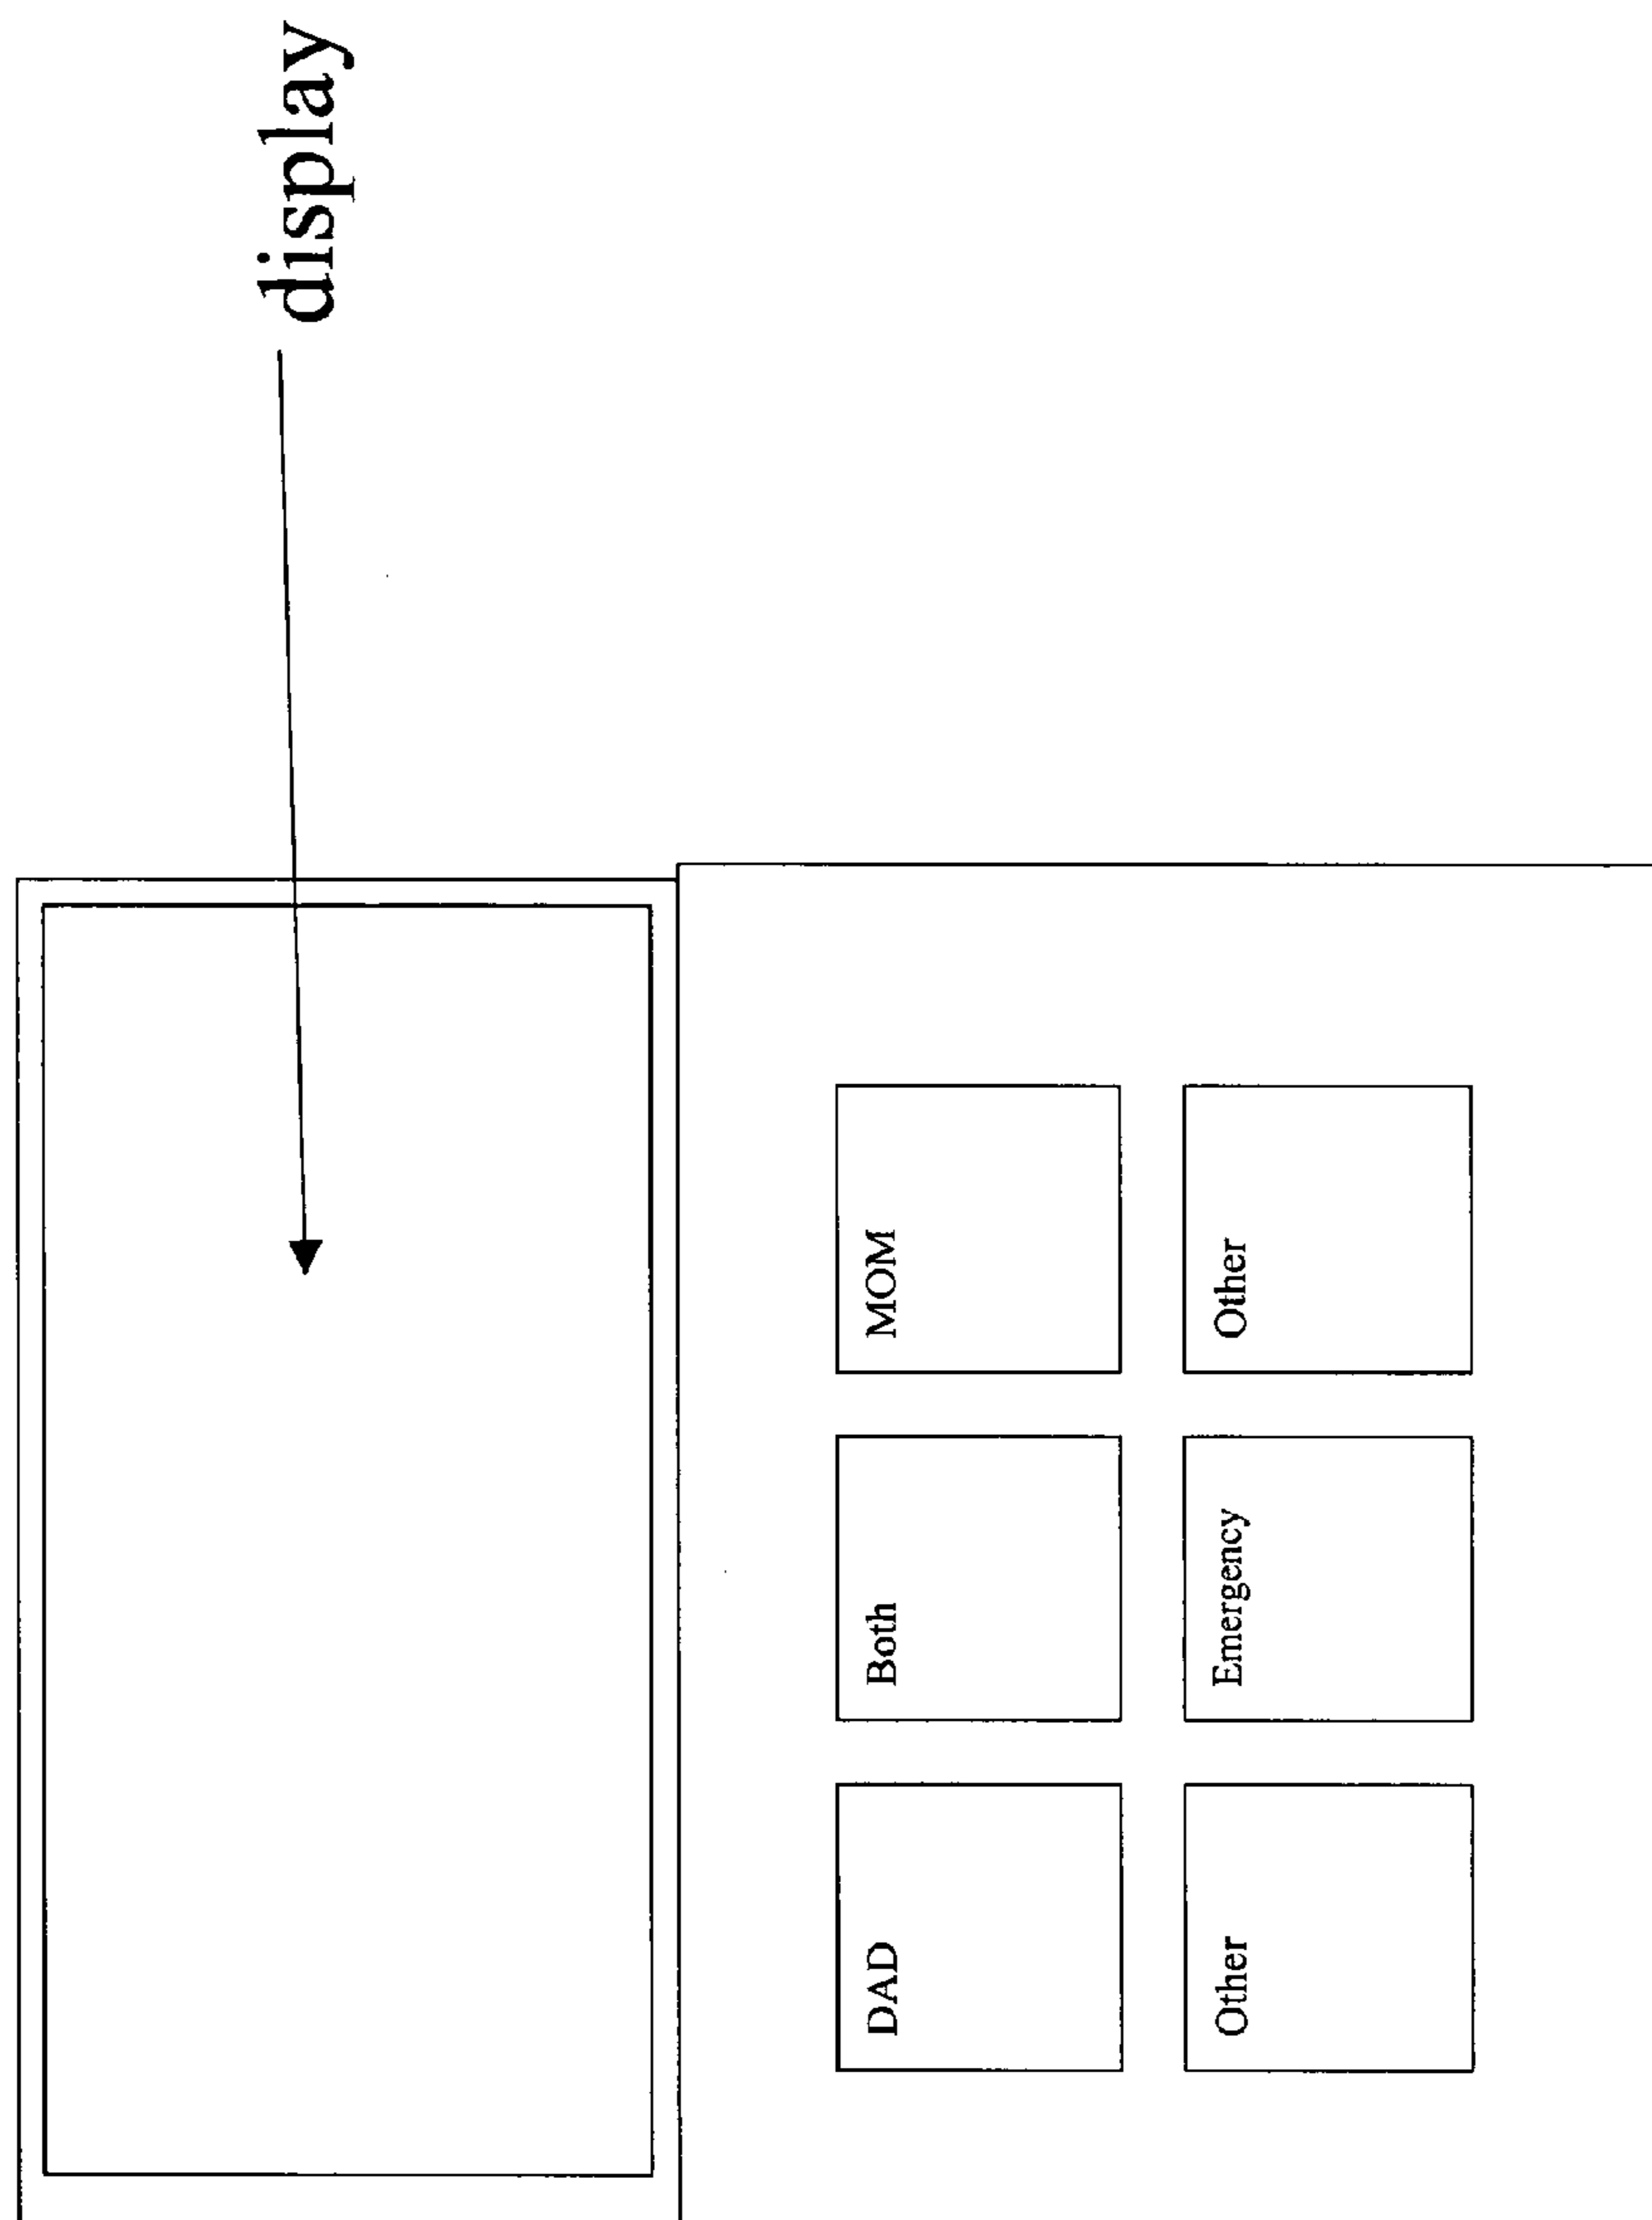 display
DAD
Both
MOM
Other
Emergency
Other